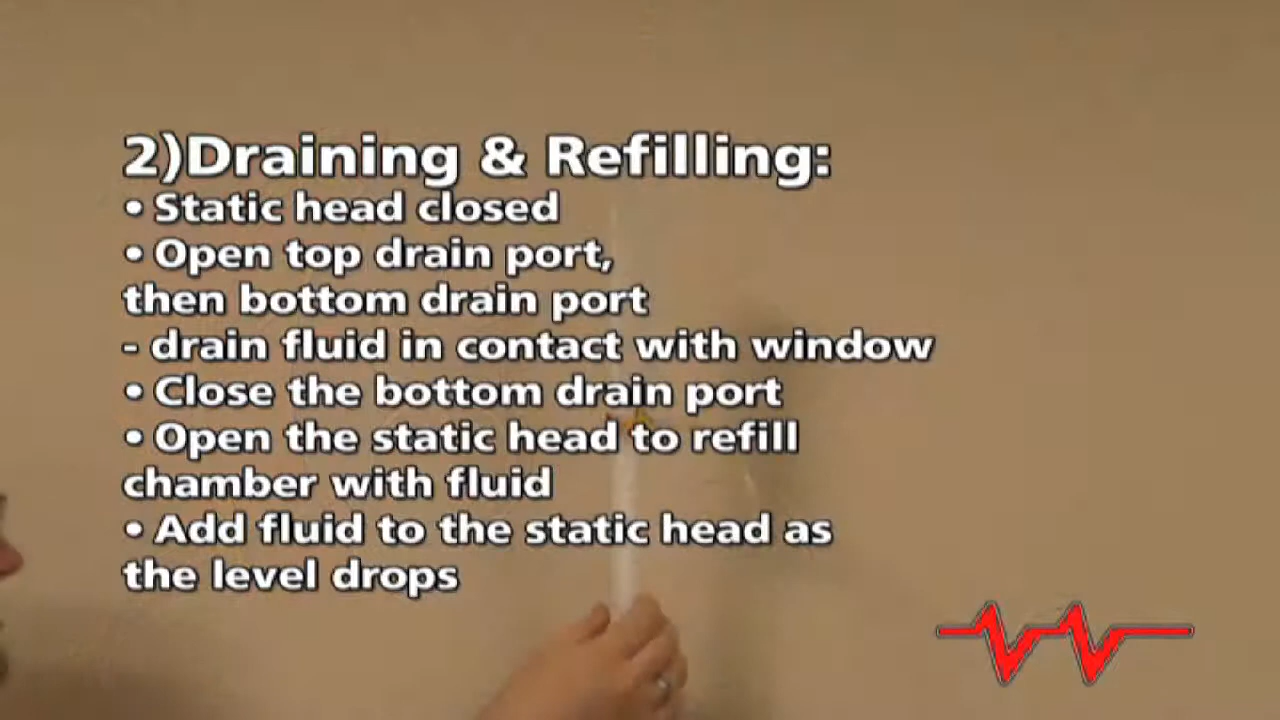 2)Draining & Refilling:
• Static head closed
• Open top drain port,
then bottom drain port
- drain fluid in contact with window
• Close the bottom drain port
• Open the static head to refill
chamber with fluid
• Add fluid to the static head as
the level drops